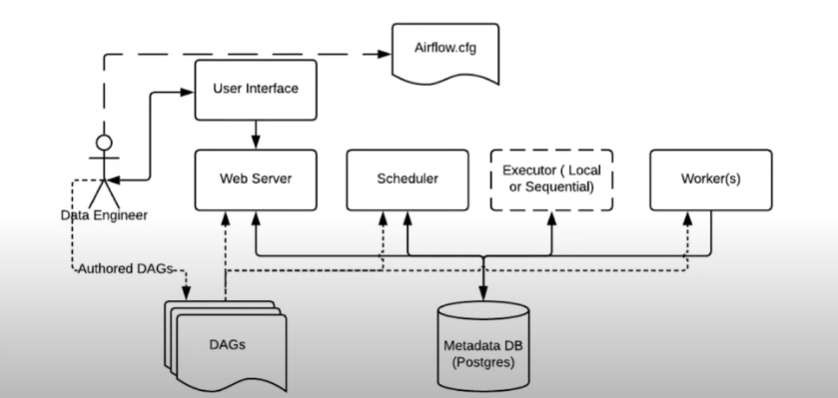 Airflow.cfg
User Interface
Web Server
Scheduler
Executor ( Local
or Sequential)
Worker(s)
Data Engineer
Authored DAGs
DAGs
Metadata DB
(Postgres)